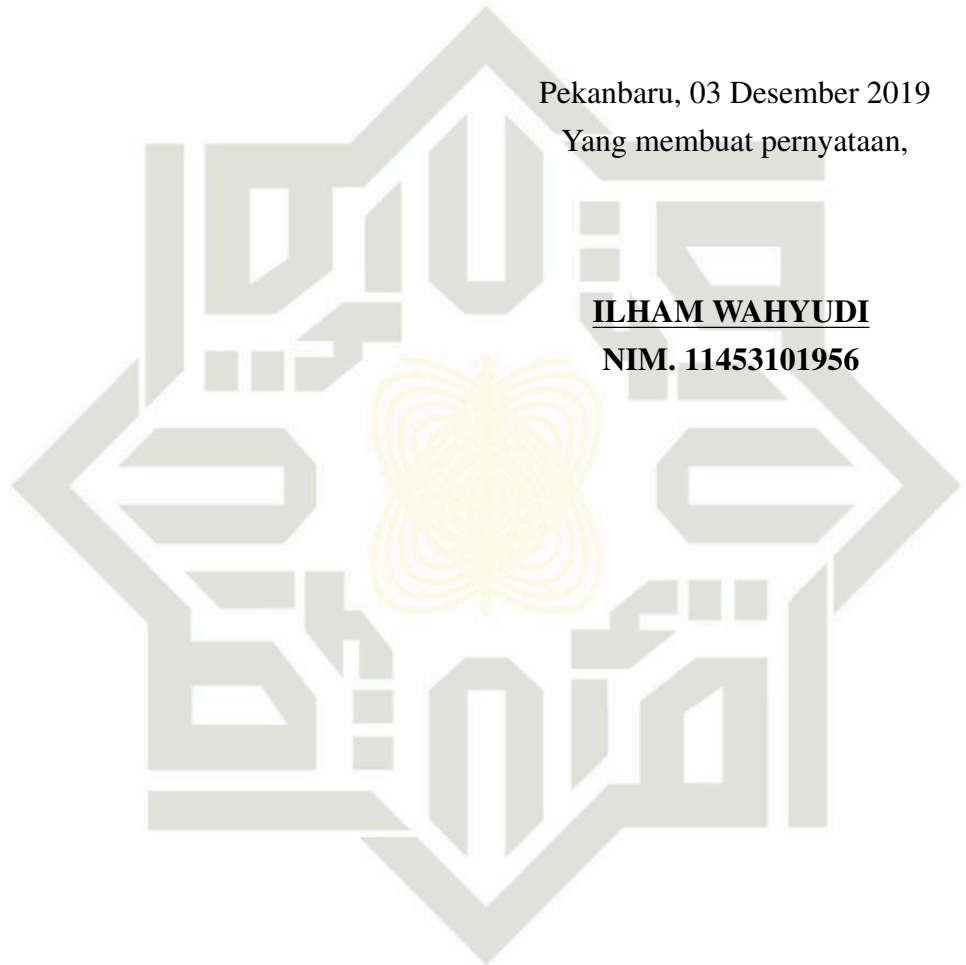 Pekanbaru, 03 Desember 2019
Yang membuat pernyataan,
ILHAM WAHYUDI
NIM. 11453101956